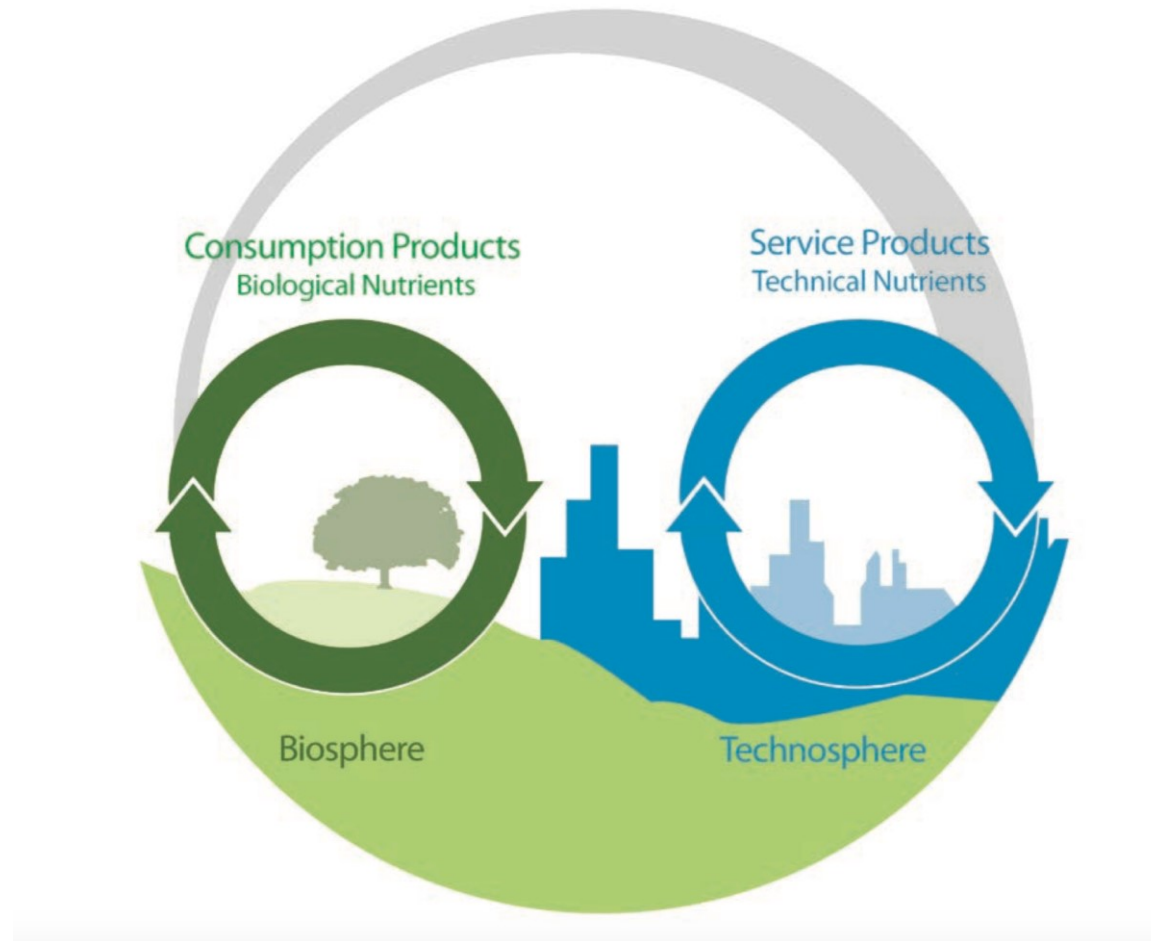 Consumption Products
Biological Nutrients
Service Products
Technical Nutrients
Biosphere
Technosphere